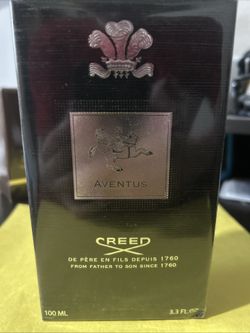 AVENTUS
CREED
DE PÈRE EN FILS DEPUIS 1760
FROM FATHER TO SON SINCE 1760
100 ML
3.3 FL.